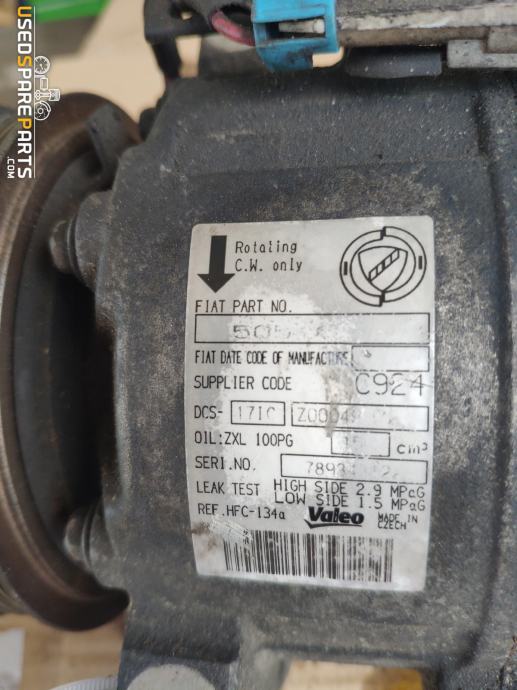 USEDSPAREPARTS.COM
Rotating
C.W. only
FIAT PART NO.
FIAT DATE CODE OF MANUFACTURE
SUPPLIER CODE C924
DCS- 17IC
OIL:ZXL 100PG cm³
SERI.NO.
LEAK TEST HIGH SIDE 2.9 MPaG
LOW SIDE 1.5 MPaG
REF.HFC-134a Valeo MADE IN
CZECH